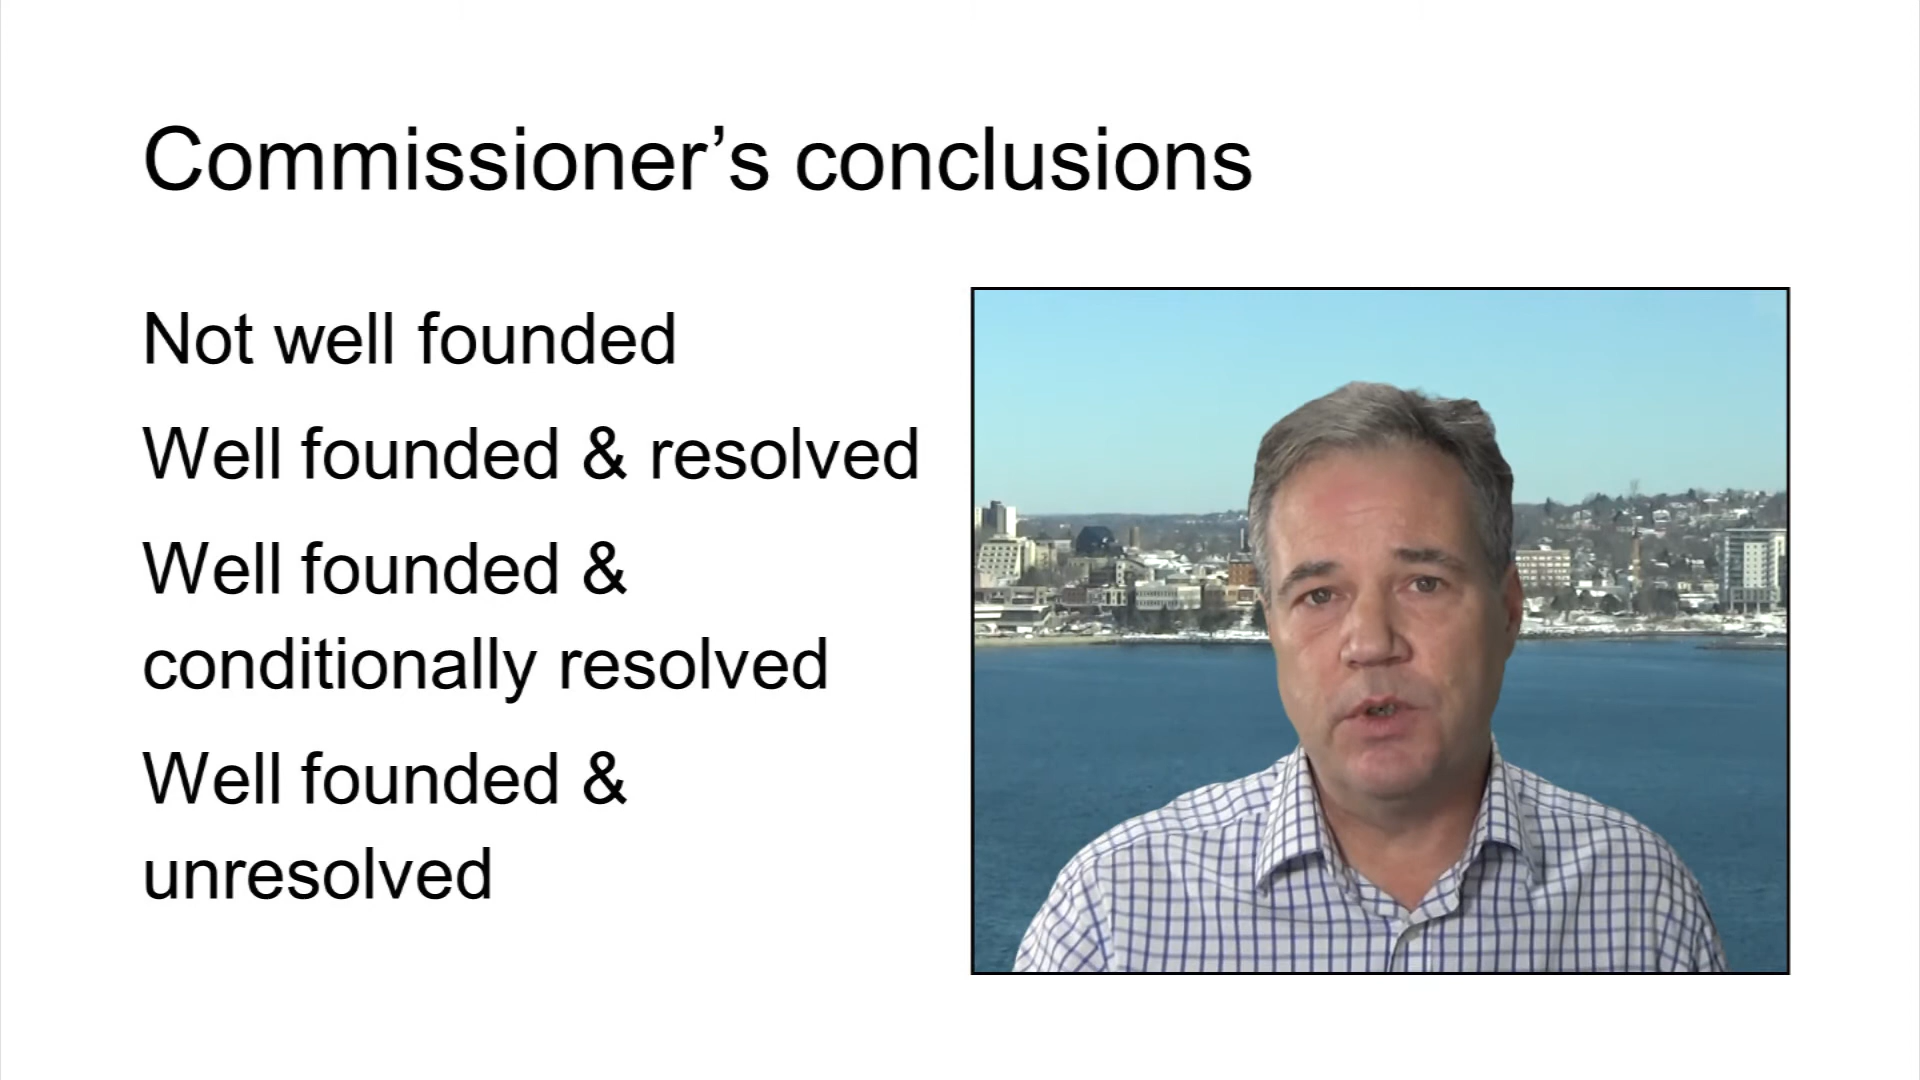 Commissioner’s conclusions
Not well founded
Well founded & resolved
Well founded &
conditionally resolved
Well founded &
unresolved